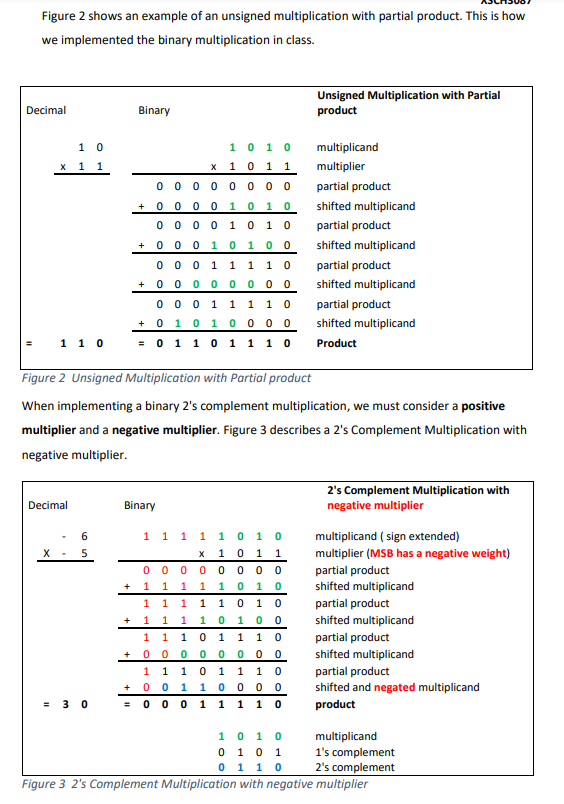 Figure 2 shows an example of an unsigned multiplication with partial product. This is how
we implemented the binary multiplication in class.
Decimal Binary Unsigned Multiplication with Partial
product
1 0 1 0 1 0 multiplicand
x 1 1 x 1 0 1 1 multiplier
0 0 0 0 0 0 0 0 partial product
+ 0 0 0 0 1 0 1 0 shifted multiplicand
0 0 0 0 1 0 1 0 partial product
+ 0 0 0 1 0 1 0 0 shifted multiplicand
0 0 0 1 1 1 1 0 partial product
+ 0 0 0 0 0 0 0 0 shifted multiplicand
0 0 0 1 1 1 1 0 partial product
+ 0 1 0 1 0 0 0 0 shifted multiplicand
= 1 1 0 = 0 1 1 0 1 1 1 0 Product
Figure 2 Unsigned Multiplication with Partial product
When implementing a binary 2's complement multiplication, we must consider a positive
multiplier and a negative multiplier. Figure 3 describes a 2's Complement Multiplication with
negative multiplier.
2's Complement Multiplication with
Decimal Binary negative multiplier
- 6 1 1 1 1 1 0 1 0 multiplicand ( sign extended)
X - 5 x 1 0 1 1 multiplier (MSB has a negative weight)
0 0 0 0 0 0 0 0 partial product
+ 1 1 1 1 1 0 1 0 shifted multiplicand
1 1 1 1 1 0 1 0 partial product
+ 1 1 1 1 0 1 0 0 shifted multiplicand
1 1 1 0 1 1 1 0 partial product
+ 0 0 0 0 0 0 0 0 shifted multiplicand
1 1 1 0 1 1 1 0 partial product
+ 0 0 1 1 0 0 0 0 shifted and negated multiplicand
= 3 0 = 0 0 0 1 1 1 1 0 product
1 0 1 0 multiplicand
0 1 0 1 1's complement
0 1 1 0 2's complement
Figure 3 2's Complement Multiplication with negative multiplier